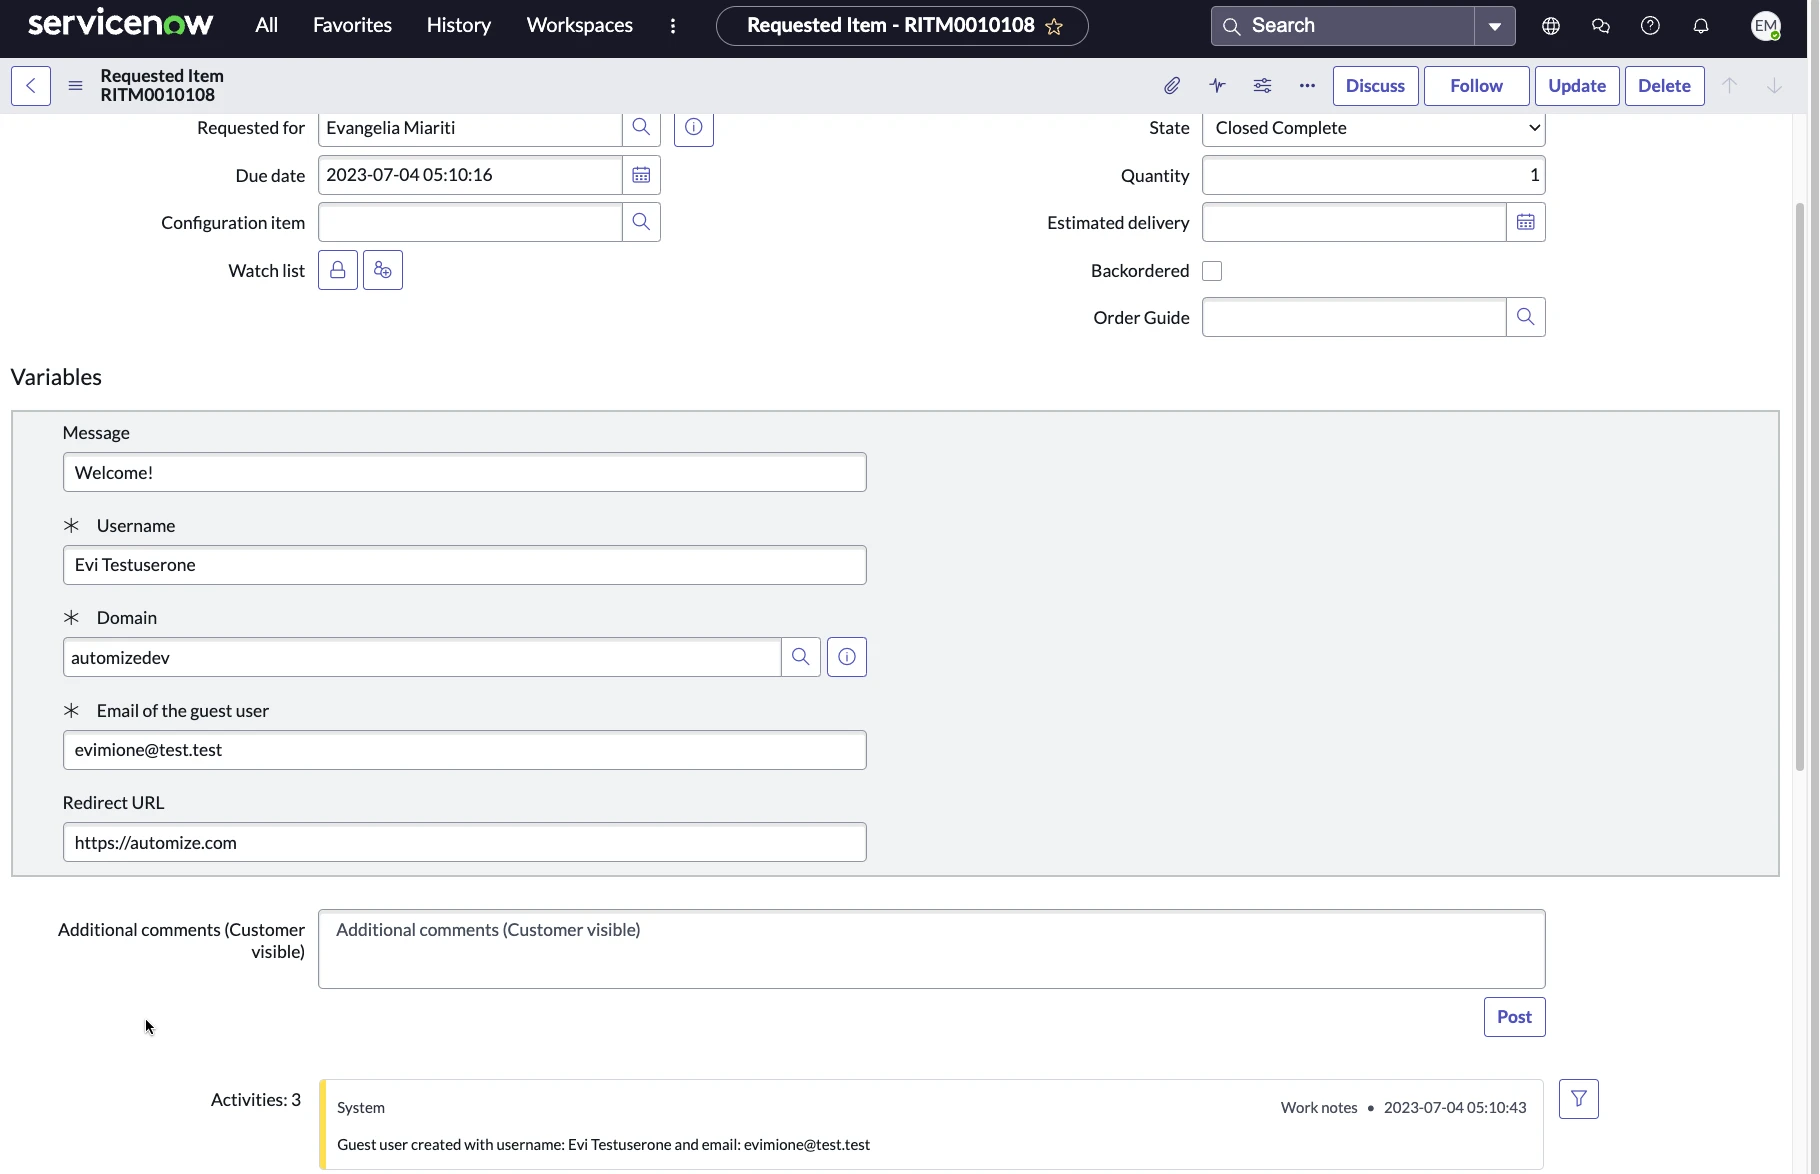 servicenow All Favorites History Workspaces Requested Item - RITM0010108 Search EM
Requested Item
RITM0010108
Discuss Follow Update Delete
Requested for Evangelia Miariti
State Closed Complete
Due date 2023-07-04 05:10:16
Quantity 1
Configuration item
Estimated delivery
Watch list
Backordered
Order Guide
Variables
Message
Welcome!
Username
Evi Testuserone
Domain
automizedev
Email of the guest user
evimione@test.test
Redirect URL
https://automize.com
Additional comments (Customer
visible)
Additional comments (Customer visible)
Post
Activities: 3
System Work notes • 2023-07-04 05:10:43
Guest user created with username: Evi Testuserone and email: evimione@test.test